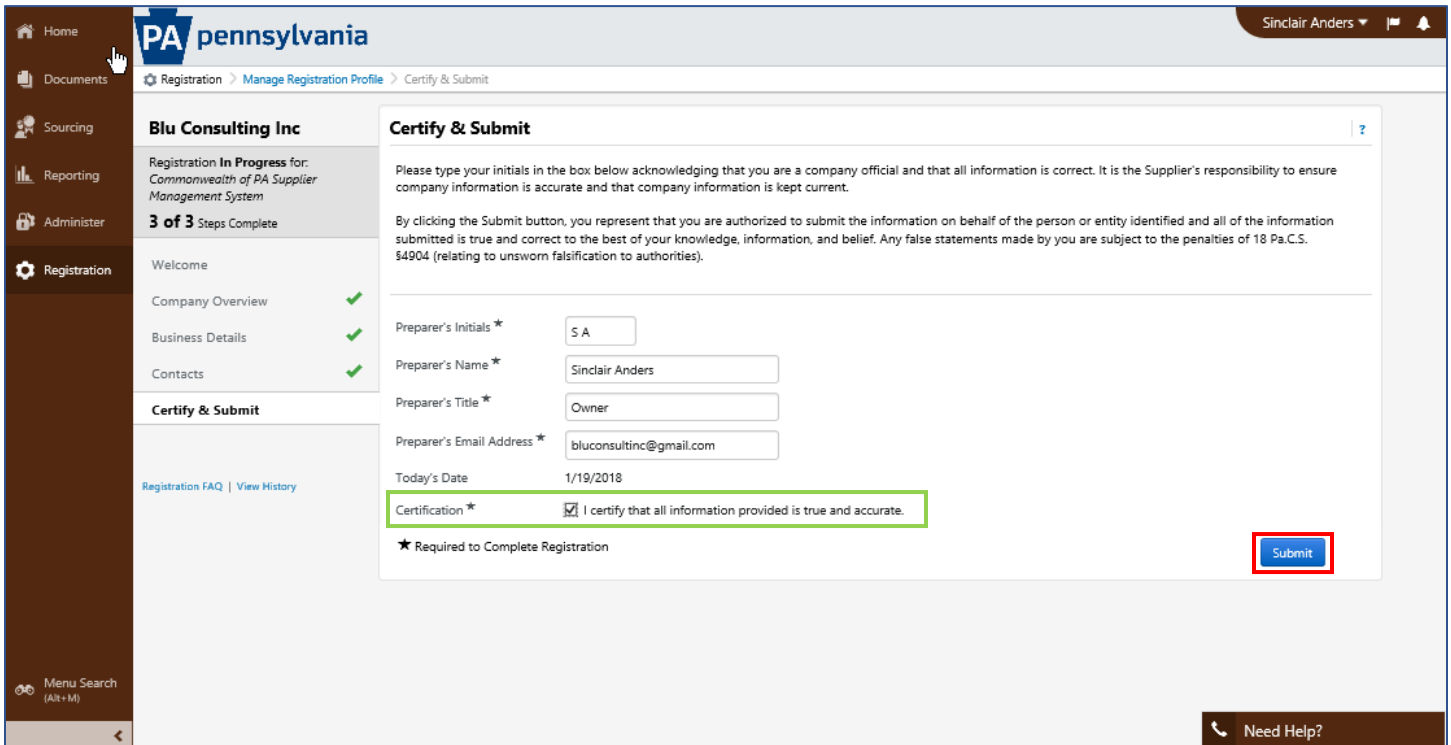 Home
Documents
Sourcing
Reporting
Administer
Registration
Menu Search
(Alt+M)
PA pennsylvania
Sinclair Anders
Registration > Manage Registration Profile > Certify & Submit
Blu Consulting Inc
Registration In Progress for:
Commonwealth of PA Supplier
Management System
3 of 3 Steps Complete
Welcome
Company Overview
Business Details
Contacts
Certify & Submit
Registration FAQ | View History
Certify & Submit
?
Please type your initials in the box below acknowledging that you are a company official and that all information is correct. It is the Supplier's responsibility to ensure
company information is accurate and that company information is kept current.
By clicking the Submit button, you represent that you are authorized to submit the information on behalf of the person or entity identified and all of the information
submitted is true and correct to the best of your knowledge, information, and belief. Any false statements made by you are subject to the penalties of 18 Pa.C.S.
§4904 (relating to unsworn falsification to authorities).
Preparer's Initials ★ S A
Preparer's Name ★ Sinclair Anders
Preparer's Title ★ Owner
Preparer's Email Address ★ bluconsultinc@gmail.com
Today's Date 1/19/2018
Certification ★ I certify that all information provided is true and accurate.
★ Required to Complete Registration
Submit
Need Help?